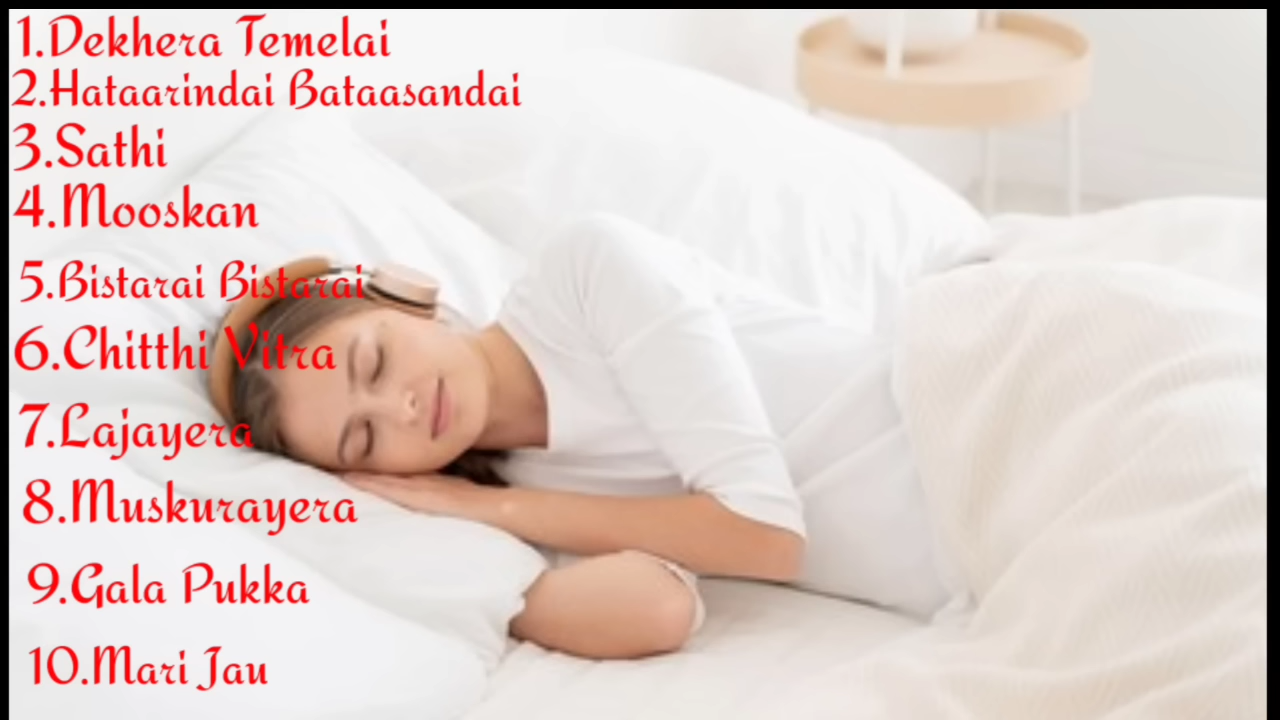 1.Dekhera Temelai
2.Hataarindai Bataasandai
3.Sathi
4.Mooskan
5.Bistarai Bistarai
6.Chitthi Vitra
7.Lajayera
8.Muskurayera
9.Gala Pukka
10.Mari Jau